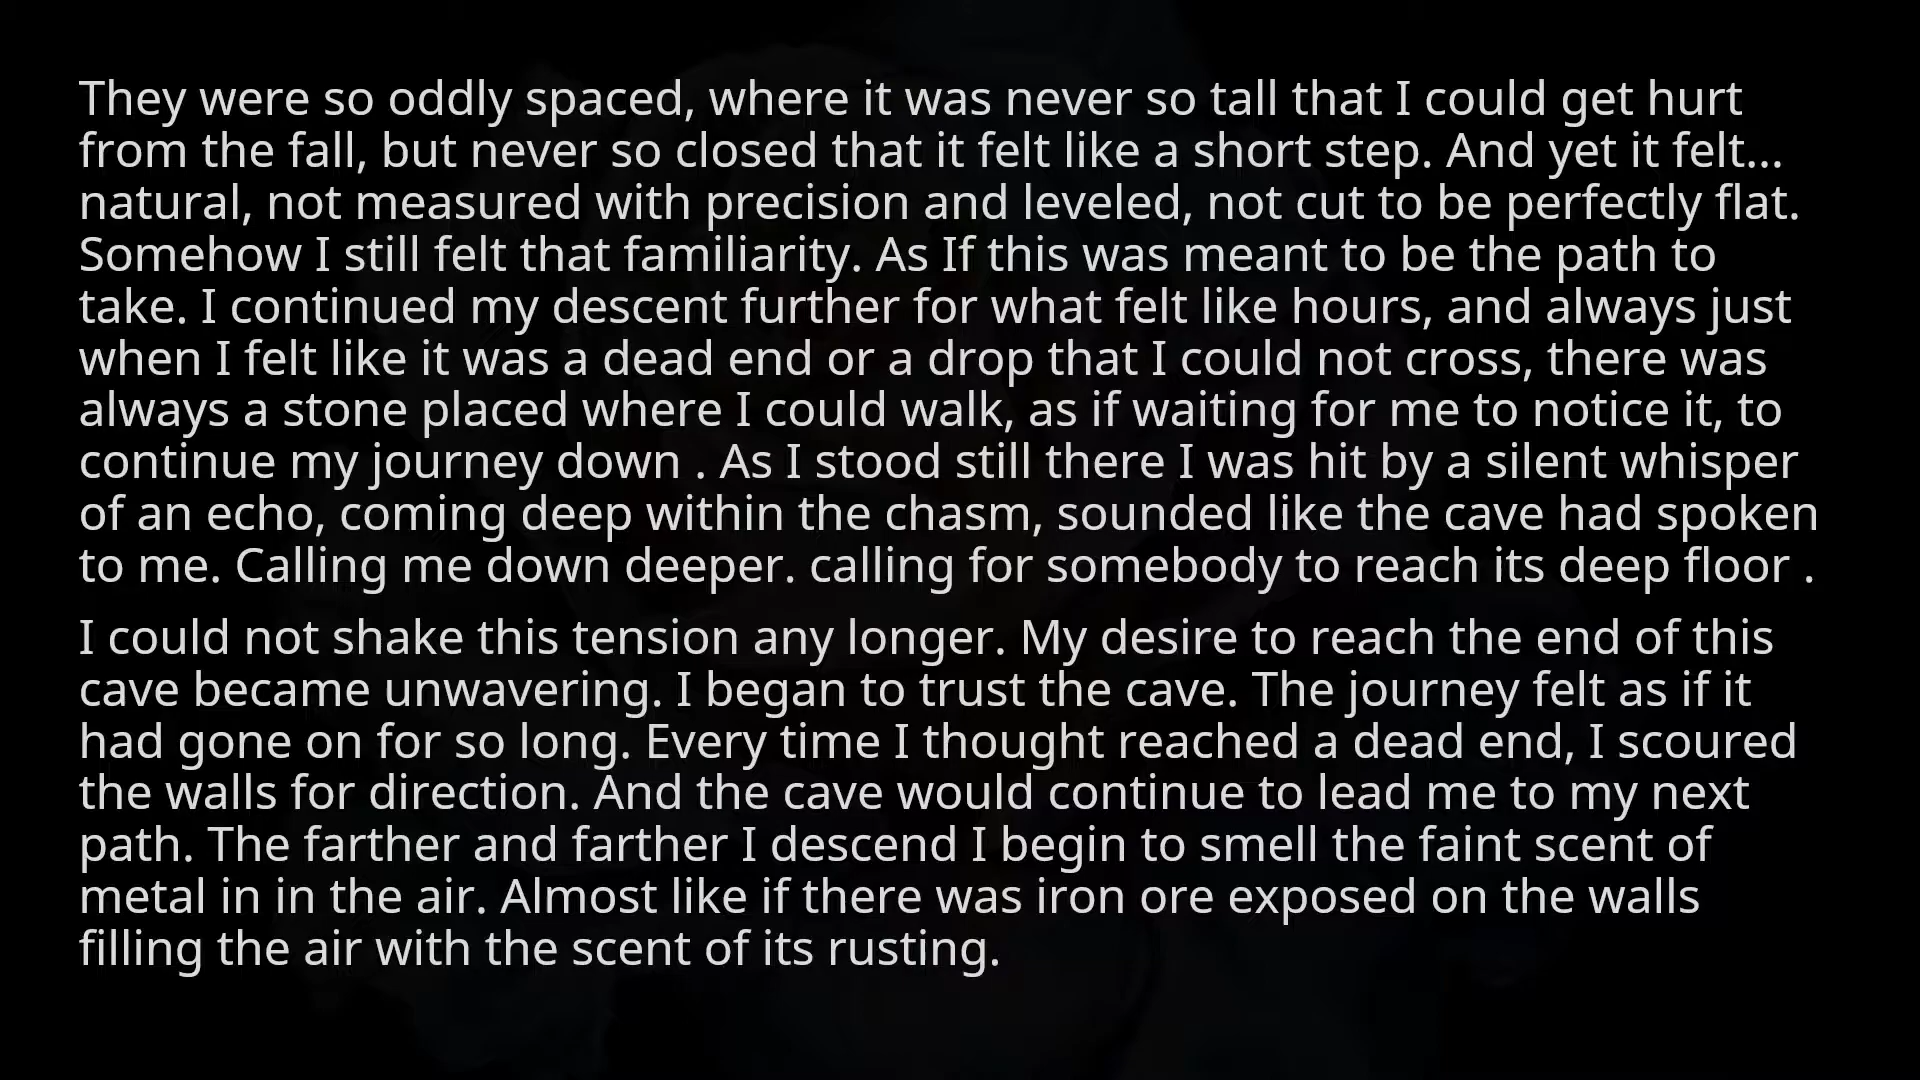 They were so oddly spaced, where it was never so tall that I could get hurt
from the fall, but never so closed that it felt like a short step. And yet it felt...
natural, not measured with precision and leveled, not cut to be perfectly flat.
Somehow I still felt that familiarity. As If this was meant to be the path to
take. I continued my descent further for what felt like hours, and always just
when I felt like it was a dead end or a drop that I could not cross, there was
always a stone placed where I could walk, as if waiting for me to notice it, to
continue my journey down . As I stood still there I was hit by a silent whisper
of an echo, coming deep within the chasm, sounded like the cave had spoken
to me. Calling me down deeper. calling for somebody to reach its deep floor .
I could not shake this tension any longer. My desire to reach the end of this
cave became unwavering. I began to trust the cave. The journey felt as if it
had gone on for so long. Every time I thought reached a dead end, I scoured
the walls for direction. And the cave would continue to lead me to my next
path. The farther and farther I descend I begin to smell the faint scent of
metal in in the air. Almost like if there was iron ore exposed on the walls
filling the air with the scent of its rusting.